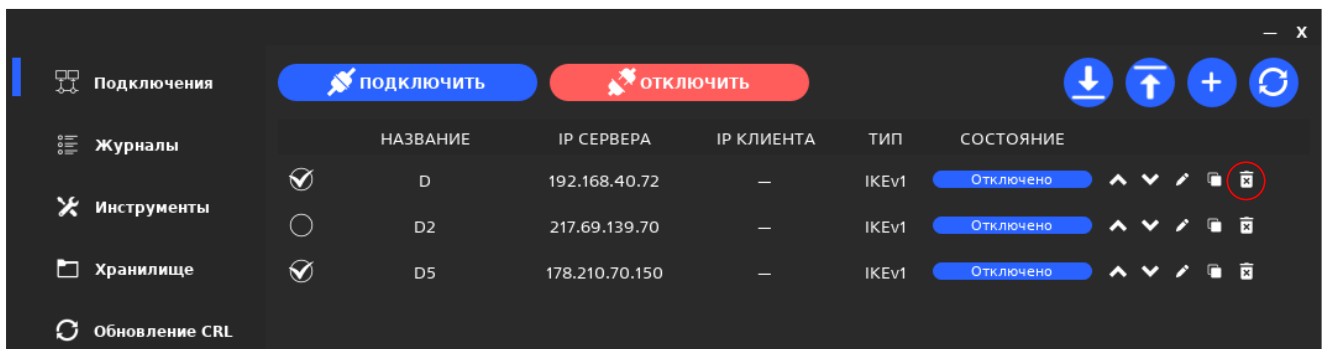 — X
Подключения
ПОДКЛЮЧИТЬ ОТКЛЮЧИТЬ
НАЗВАНИЕ IP СЕРВЕРА IP КЛИЕНТА ТИП СОСТОЯНИЕ
Журналы
D 192.168.40.72 — IKEv1 Отключено
Инструменты
D2 217.69.139.70 — IKEv1 Отключено
Хранилище
D5 178.210.70.150 — IKEv1 Отключено
Обновление CRL